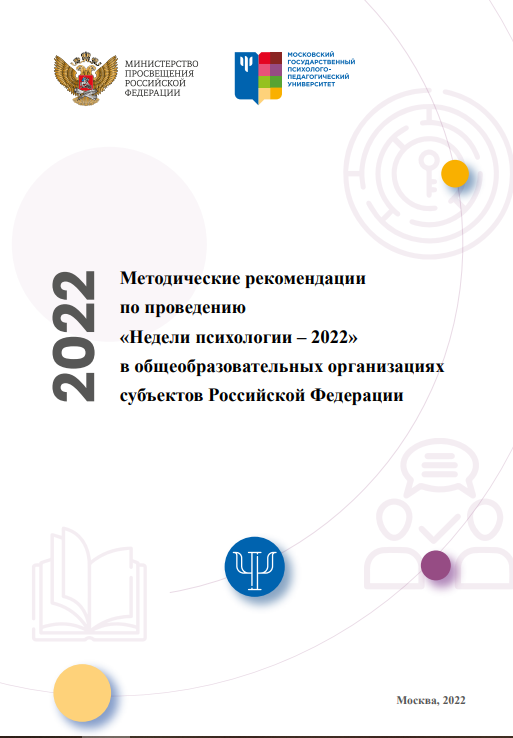 МИНИСТЕРСТВО
ПРОСВЕЩЕНИЯ
РОССИЙСКОЙ
ФЕДЕРАЦИИ
МОСКОВСКИЙ
ГОСУДАРСТВЕННЫЙ
ПСИХОЛОГО-
ПЕДАГОГИЧЕСКИЙ
УНИВЕРСИТЕТ
2022
Методические рекомендации
по проведению
«Недели психологии – 2022»
в общеобразовательных организациях
субъектов Российской Федерации
Ψ
Москва, 2022